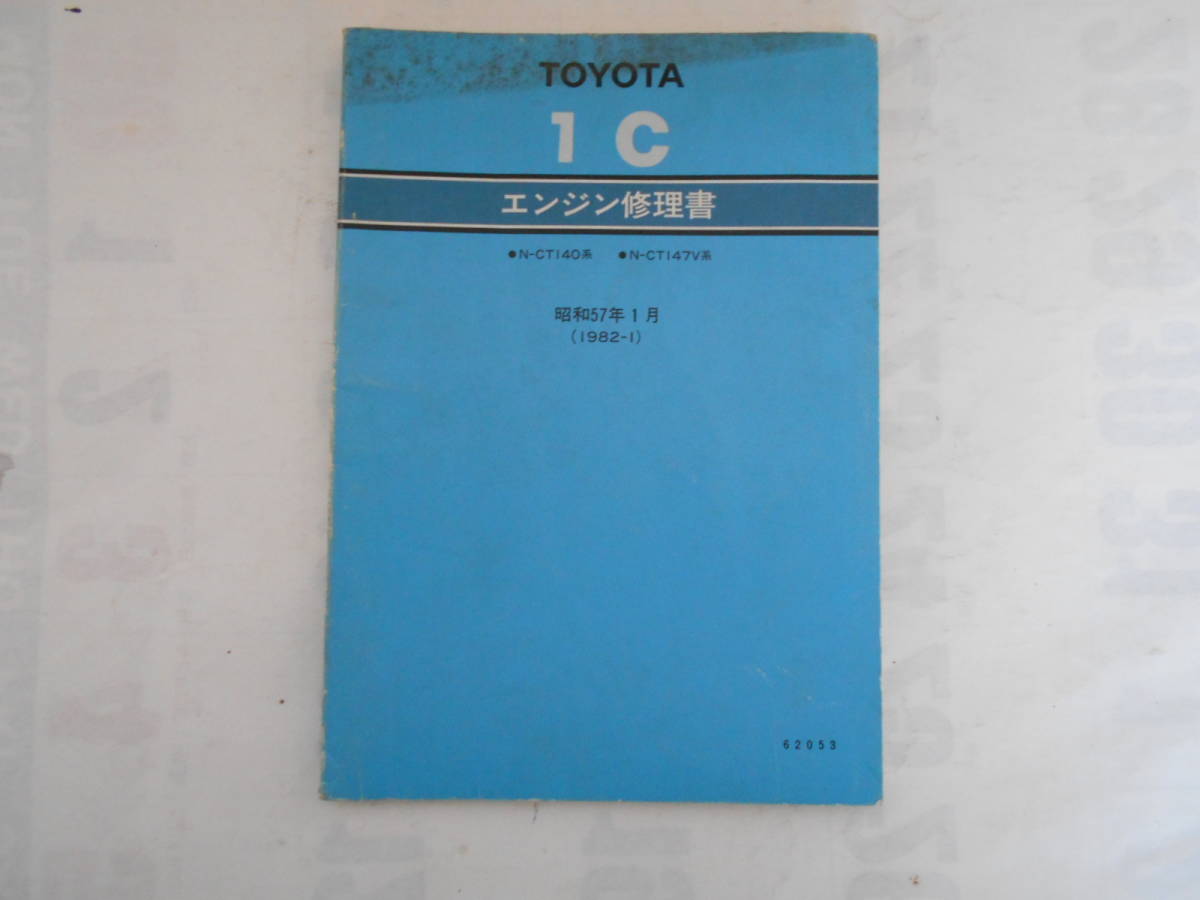 TOYOTA
1 C
エンジン修理書
●N-CT140系 ●N-CT147V系
昭和57年1月
(1982-1)
62053